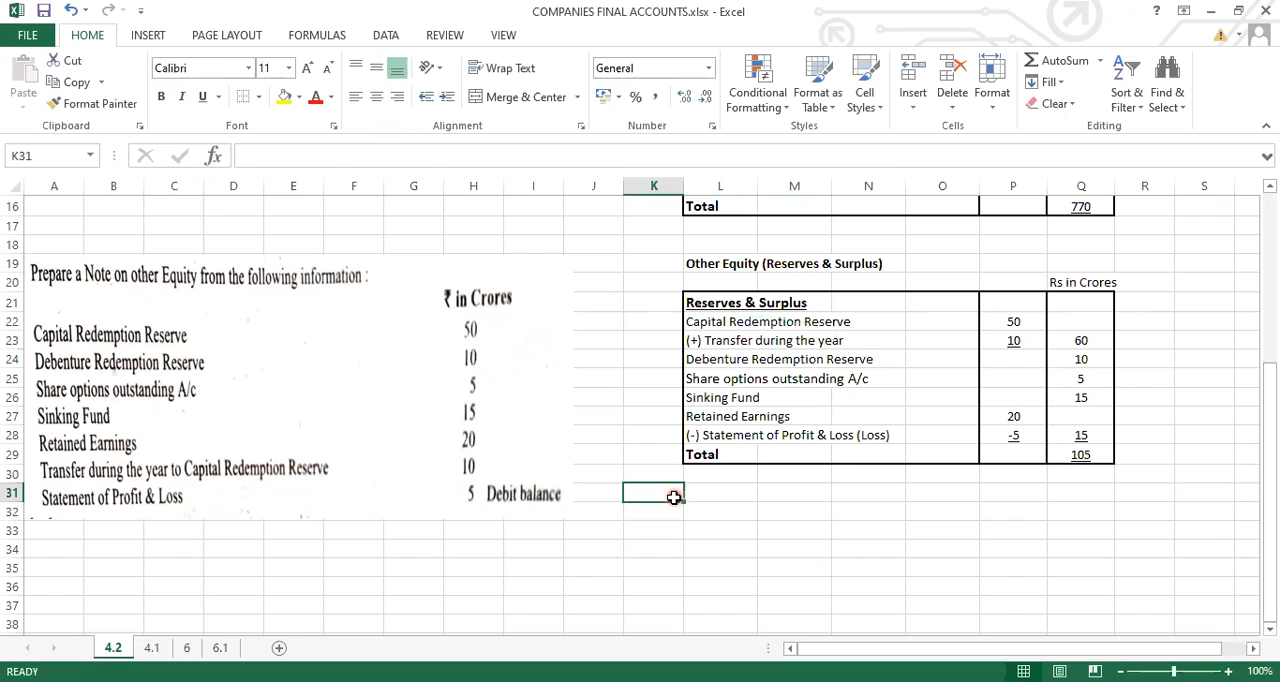 COMPANIES FINAL ACCOUNTS.xlsx - Excel
FILE HOME INSERT PAGE LAYOUT FORMULAS DATA REVIEW VIEW
Paste
Cut
Copy
Format Painter
Clipboard
Calibri 11
B I U
Font
Wrap Text
Merge & Center
Alignment
General
Number
Conditional Formatting
Format as Table
Cell Styles
Styles
Insert Delete Format
Cells
AutoSum
Fill
Clear
Sort & Filter
Find & Select
Editing
K31 fx
A B C D E F G H I J K L M N O P Q R S
16 Total 770
17
18
19 Other Equity (Reserves & Surplus)
20 Rs in Crores
21 Reserves & Surplus
22 Capital Redemption Reserve 50
23 (+) Transfer during the year 10 60
24 Debenture Redemption Reserve 10
25 Share options outstanding A/c 5
26 Sinking Fund 15
27 Retained Earnings 20
28 (-) Statement of Profit & Loss (Loss) -5 15
29 Total 105
30
31
32
33
34
35
36
37
38
Prepare a Note on other Equity from the following information :
₹ in Crores
Capital Redemption Reserve 50
Debenture Redemption Reserve 10
Share options outstanding A/c 5
Sinking Fund 15
Retained Earnings 20
Transfer during the year to Capital Redemption Reserve 10
Statement of Profit & Loss 5 Debit balance
4.2 4.1 6 6.1
READY 100%